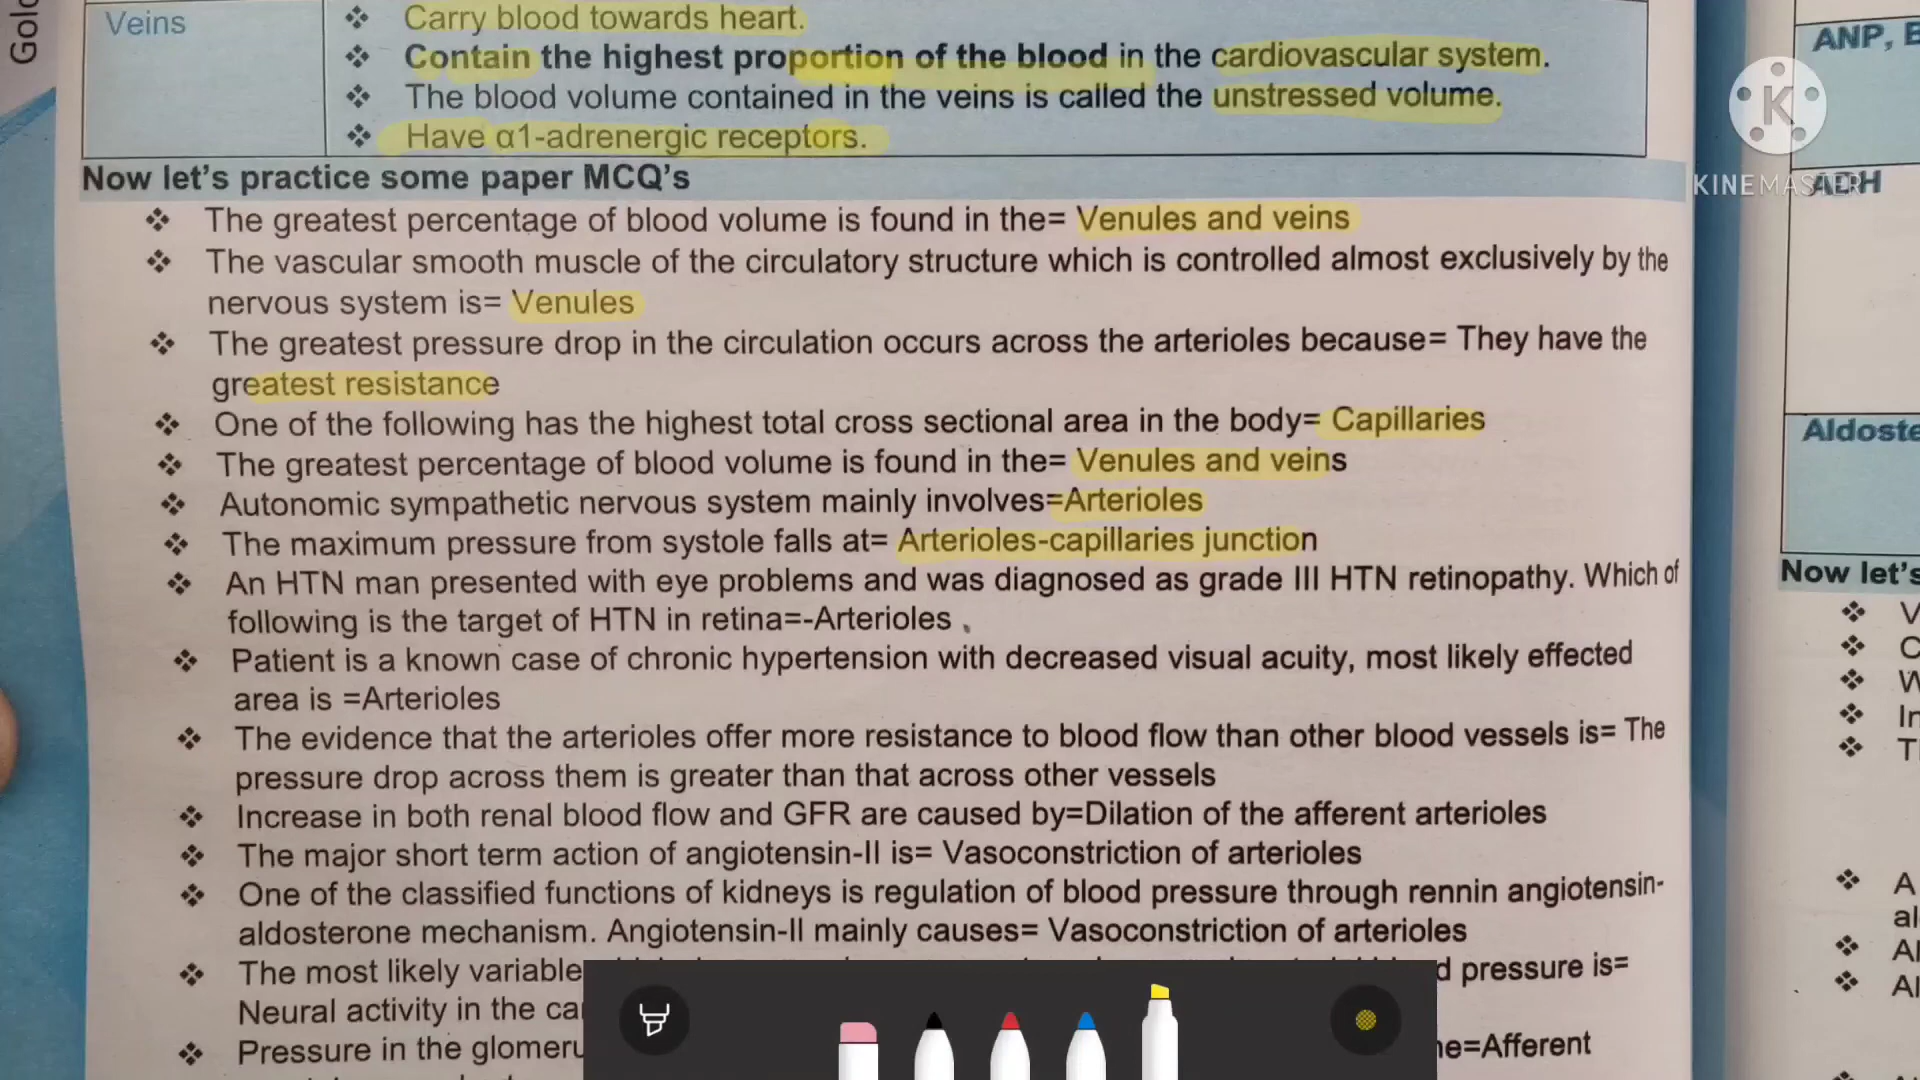 Gold
Veins
Carry blood towards heart.
Contain the highest proportion of the blood in the cardiovascular system.
The blood volume contained in the veins is called the unstressed volume.
Have α1-adrenergic receptors.
Now let's practice some paper MCQ's
The greatest percentage of blood volume is found in the= Venules and veins
The vascular smooth muscle of the circulatory structure which is controlled almost exclusively by the
nervous system is= Venules
The greatest pressure drop in the circulation occurs across the arterioles because= They have the
greatest resistance
One of the following has the highest total cross sectional area in the body= Capillaries
The greatest percentage of blood volume is found in the= Venules and veins
Autonomic sympathetic nervous system mainly involves=Arterioles
The maximum pressure from systole falls at= Arterioles-capillaries junction
An HTN man presented with eye problems and was diagnosed as grade III HTN retinopathy. Which of
following is the target of HTN in retina=-Arterioles
Patient is a known case of chronic hypertension with decreased visual acuity, most likely effected
area is =Arterioles
The evidence that the arterioles offer more resistance to blood flow than other blood vessels is= The
pressure drop across them is greater than that across other vessels
Increase in both renal blood flow and GFR are caused by=Dilation of the afferent arterioles
The major short term action of angiotensin-II is= Vasoconstriction of arterioles
One of the classified functions of kidneys is regulation of blood pressure through rennin angiotensin-
aldosterone mechanism. Angiotensin-II mainly causes= Vasoconstriction of arterioles
The most likely variable pressure is=
Neural activity in the
Pressure in the =Afferent
ANP,
K
KINEMASTER
ADH
Now let's